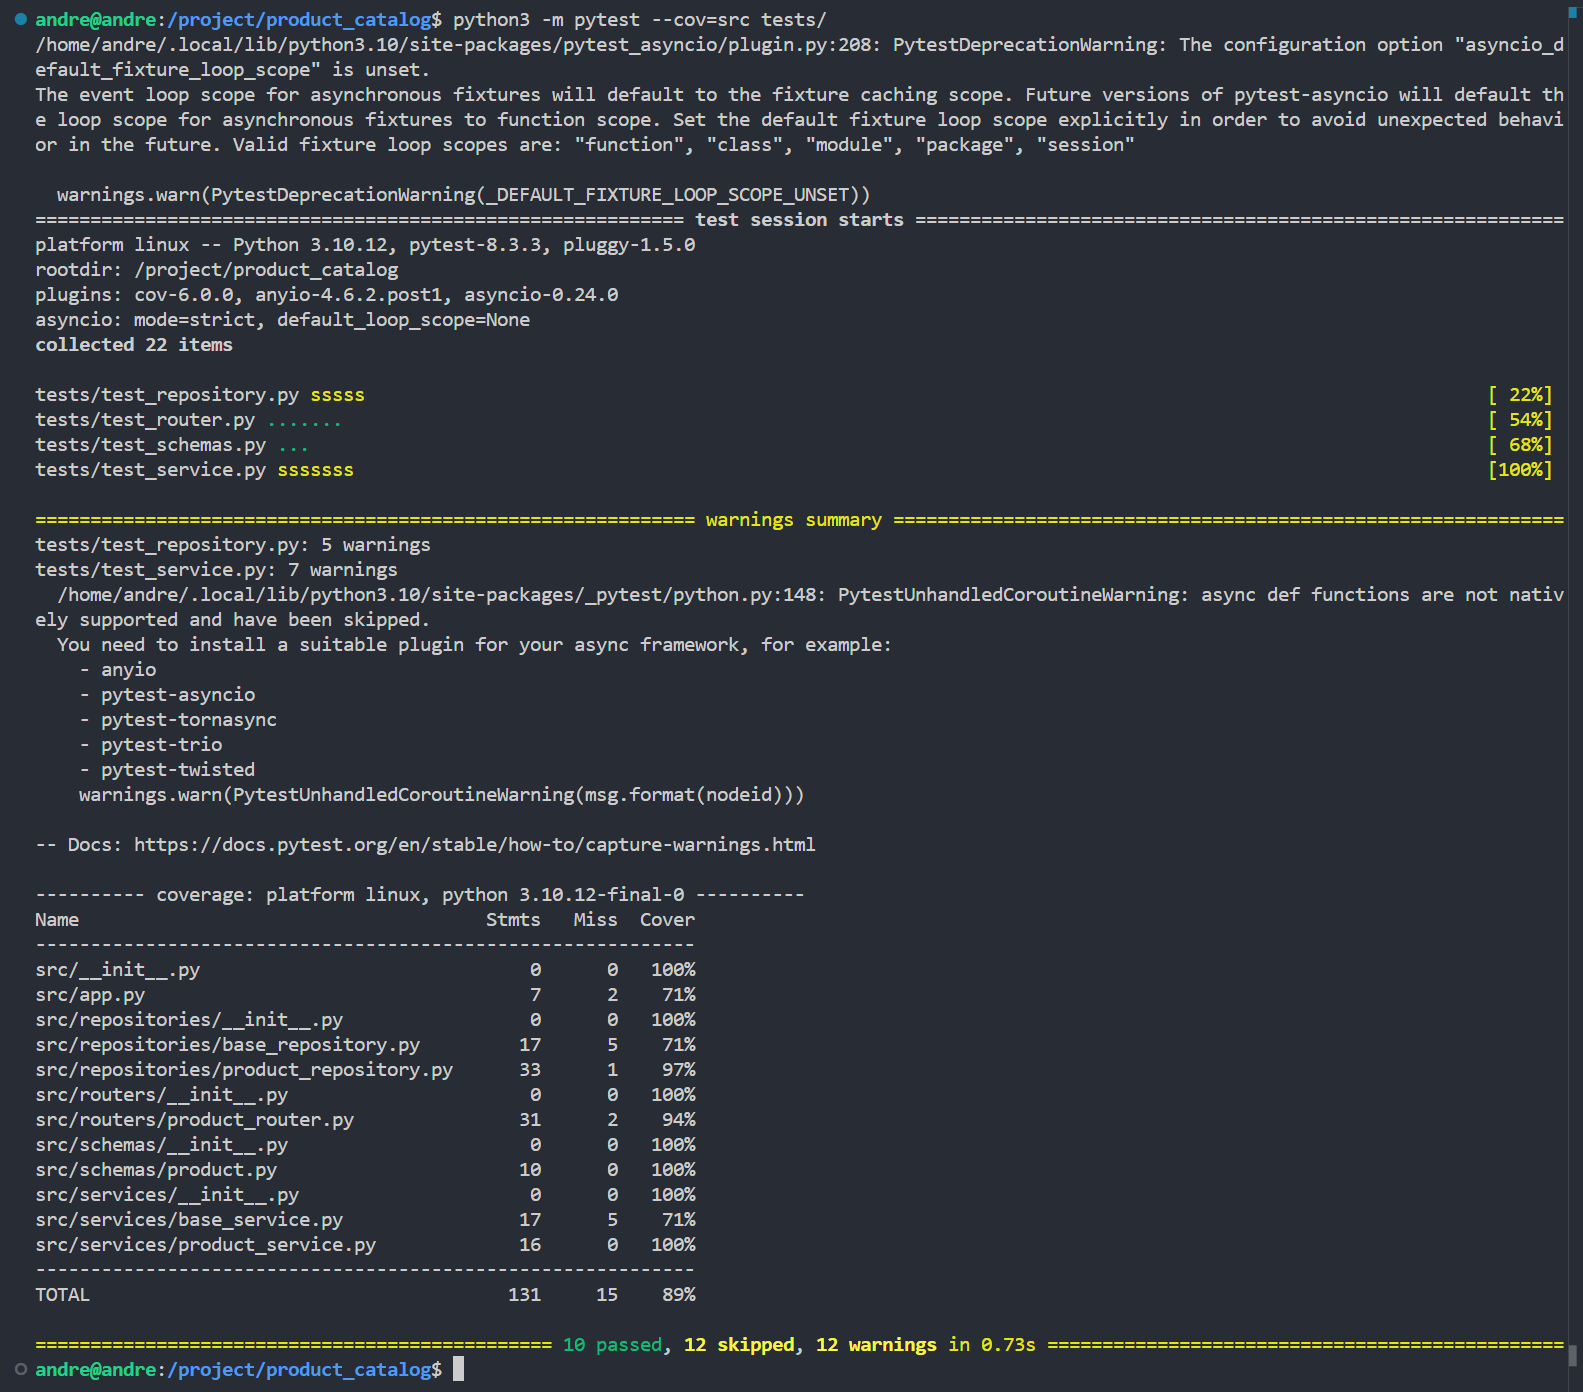 andre@andre:/project/product_catalog$ python3 -m pytest --cov=src tests/
/home/andre/.local/lib/python3.10/site-packages/pytest_asyncio/plugin.py:208: PytestDeprecationWarning: The configuration option "asyncio_d
efault_fixture_loop_scope" is unset.
The event loop scope for asynchronous fixtures will default to the fixture caching scope. Future versions of pytest-asyncio will default th
e loop scope for asynchronous fixtures to function scope. Set the default fixture loop scope explicitly in order to avoid unexpected behavi
or in the future. Valid fixture loop scopes are: "function", "class", "module", "package", "session"

  warnings.warn(PytestDeprecationWarning(_DEFAULT_FIXTURE_LOOP_SCOPE_UNSET))
=========================================================== test session starts ===========================================================
platform linux -- Python 3.10.12, pytest-8.3.3, pluggy-1.5.0
rootdir: /project/product_catalog
plugins: cov-6.0.0, anyio-4.6.2.post1, asyncio-0.24.0
asyncio: mode=strict, default_loop_scope=None
collected 22 items

tests/test_repository.py sssss [ 22%]
tests/test_router.py ....... [ 54%]
tests/test_schemas.py ... [ 68%]
tests/test_service.py sssssss [100%]

============================================================ warnings summary =============================================================
tests/test_repository.py: 5 warnings
tests/test_service.py: 7 warnings
  /home/andre/.local/lib/python3.10/site-packages/_pytest/python.py:148: PytestUnhandledCoroutineWarning: async def functions are not nativ
ely supported and have been skipped.
  You need to install a suitable plugin for your async framework, for example:
    - anyio
    - pytest-asyncio
    - pytest-tornasync
    - pytest-trio
    - pytest-twisted
    warnings.warn(PytestUnhandledCoroutineWarning(msg.format(nodeid)))

-- Docs: https://docs.pytest.org/en/stable/how-to/capture-warnings.html

---------- coverage: platform linux, python 3.10.12-final-0 ----------
Name                                     Stmts   Miss  Cover
------------------------------------------------------------
src/__init__.py                              0      0   100%
src/app.py                                   7      2    71%
src/repositories/__init__.py                 0      0   100%
src/repositories/base_repository.py         17      5    71%
src/repositories/product_repository.py      33      1    97%
src/routers/__init__.py                      0      0   100%
src/routers/product_router.py               31      2    94%
src/schemas/__init__.py                      0      0   100%
src/schemas/product.py                      10      0   100%
src/services/__init__.py                     0      0   100%
src/services/base_service.py                17      5    71%
src/services/product_service.py             16      0   100%
------------------------------------------------------------
TOTAL                                      131     15    89%

=============================================== 10 passed, 12 skipped, 12 warnings in 0.73s ===============================================
andre@andre:/project/product_catalog$